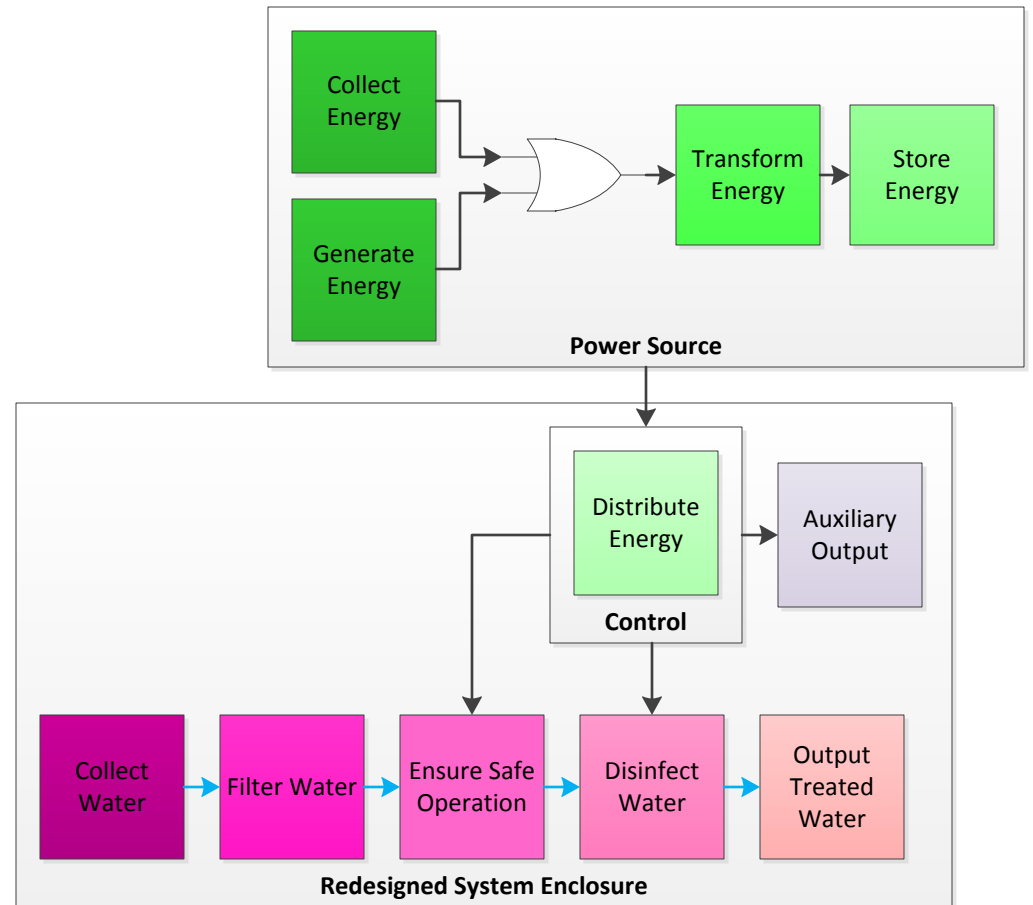 Collect
Energy
Generate
Energy
Transform
Energy
Store
Energy
Power Source
Distribute
Energy
Control
Auxiliary
Output
Collect
Water
Filter Water
Ensure Safe
Operation
Disinfect
Water
Output
Treated
Water
Redesigned System Enclosure